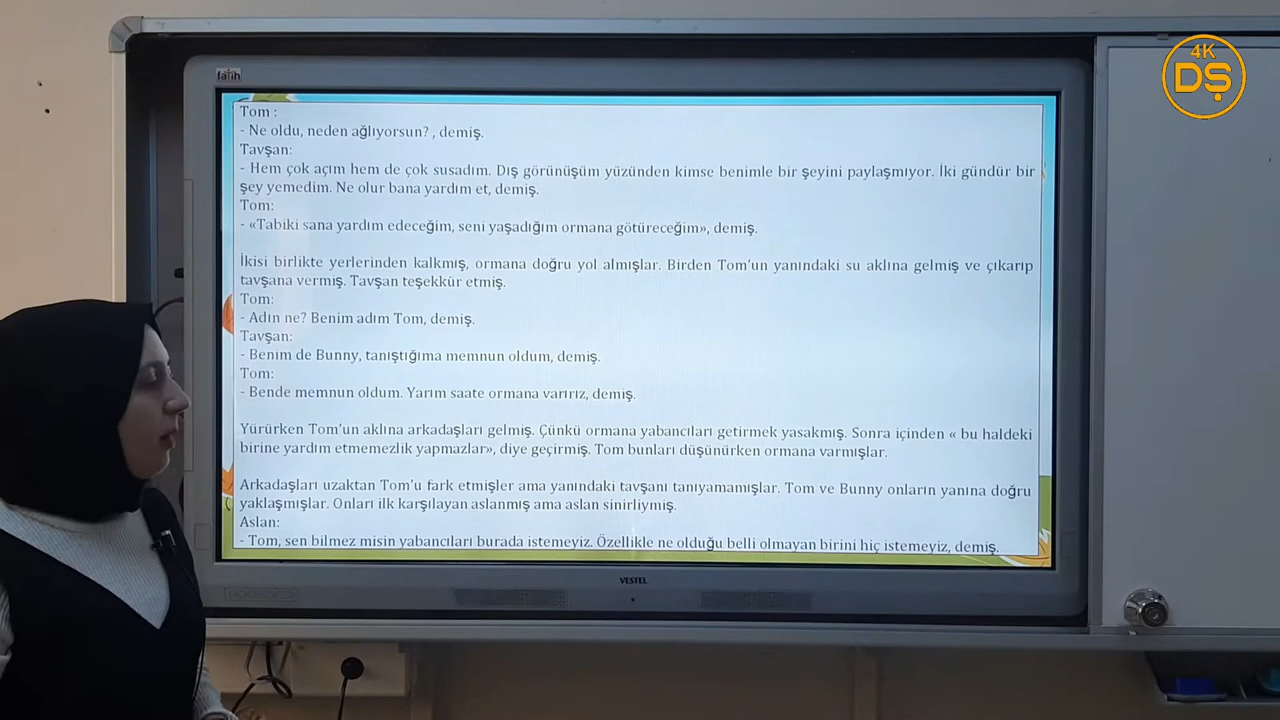 4K
DŞ
fatih
Tom :
- Ne oldu, neden ağlıyorsun? , demiş.
Tavşan:
- Hem çok açım hem de çok susadım. Dış görünüşüm yüzünden kimse benimle bir şeyini paylaşmıyor. İki gündür bir
şey yemedim. Ne olur bana yardım et, demiş.
Tom:
- «Tabiki sana yardım edeceğim, seni yaşadığım ormana götüreceğim», demiş.
İkisi birlikte yerlerinden kalkmış, ormana doğru yol almışlar. Birden Tom'un yanındaki su aklına gelmiş ve çıkarıp
tavşana vermiş. Tavşan teşekkür etmiş.
Tom:
- Adın ne? Benim adım Tom, demiş.
Tavşan:
- Benim de Bunny, tanıştığıma memnun oldum, demiş.
Tom:
- Bende memnun oldum. Yarım saate ormana varırız, demiş.
Yürürken Tom'un aklına arkadaşları gelmiş. Çünkü ormana yabancıları getirmek yasakmış. Sonra içinden « bu haldeki
birine yardım etmemezlik yapmazlar», diye geçirmiş. Tom bunları düşünürken ormana varmışlar.
Arkadaşları uzaktan Tom'u fark etmişler ama yanındaki tavşanı tanıyamamışlar. Tom ve Bunny onların yanına doğru
yaklaşmışlar. Onları ilk karşılayan aslanmış ama aslan sinirliymiş.
Aslan:
- Tom, sen bilmez misin yabancıları burada istemeyiz. Özellikle ne olduğu belli olmayan birini hiç istemeyiz, demiş.
VESTEL